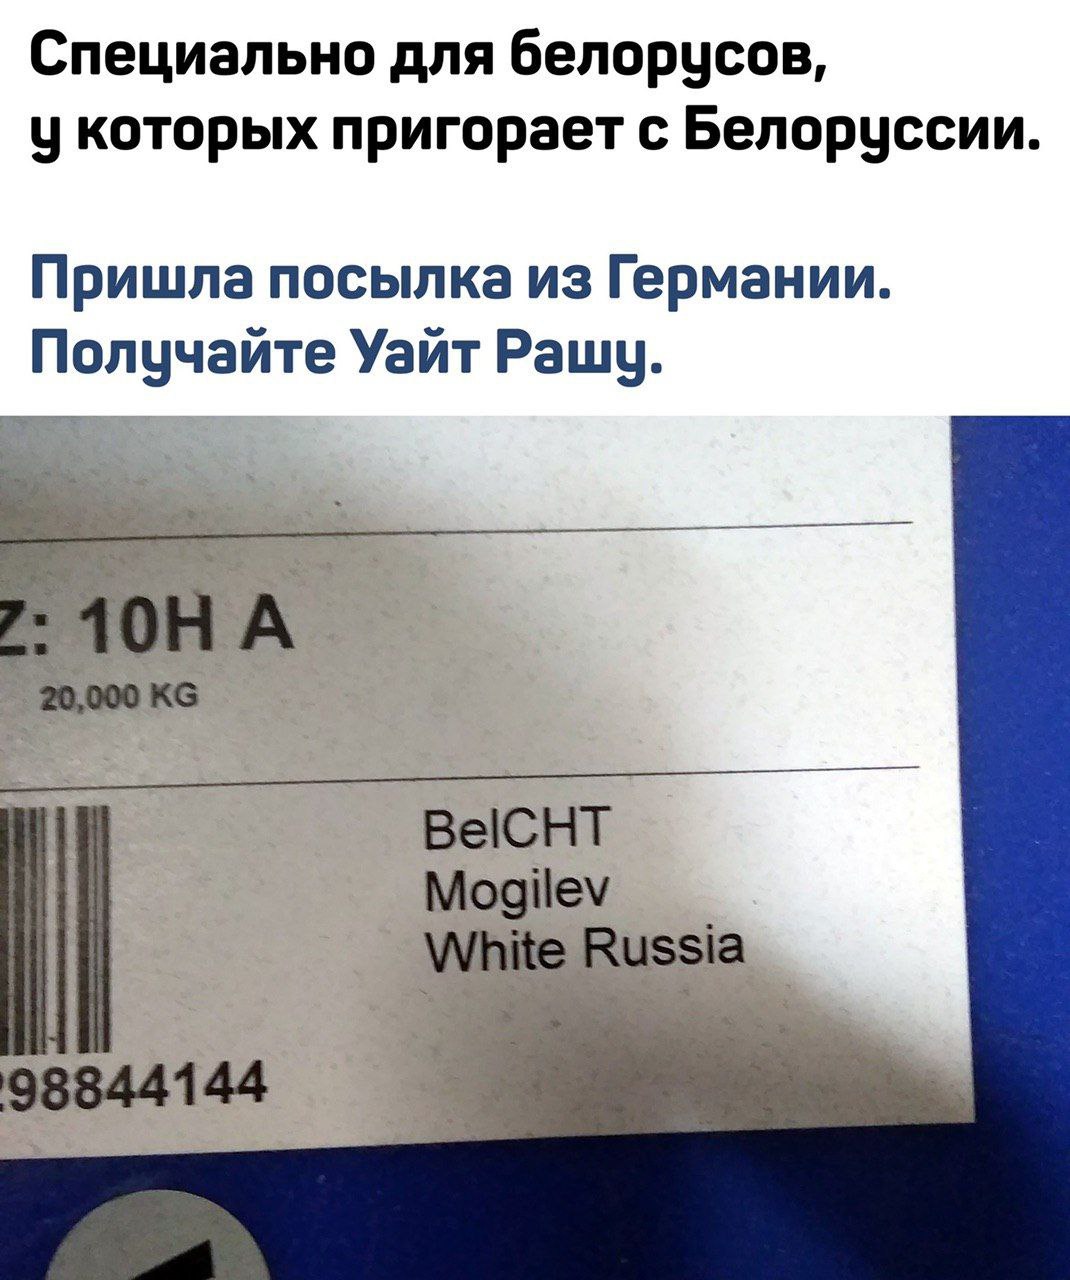 Специально для белорусов,
у которых пригорает с Белоруссии.
Пришла посылка из Германии.
Получайте Уайт Рашу.
Z: 10H A
20,000 KG
BelCHT
Mogilev
White Russia
298844144